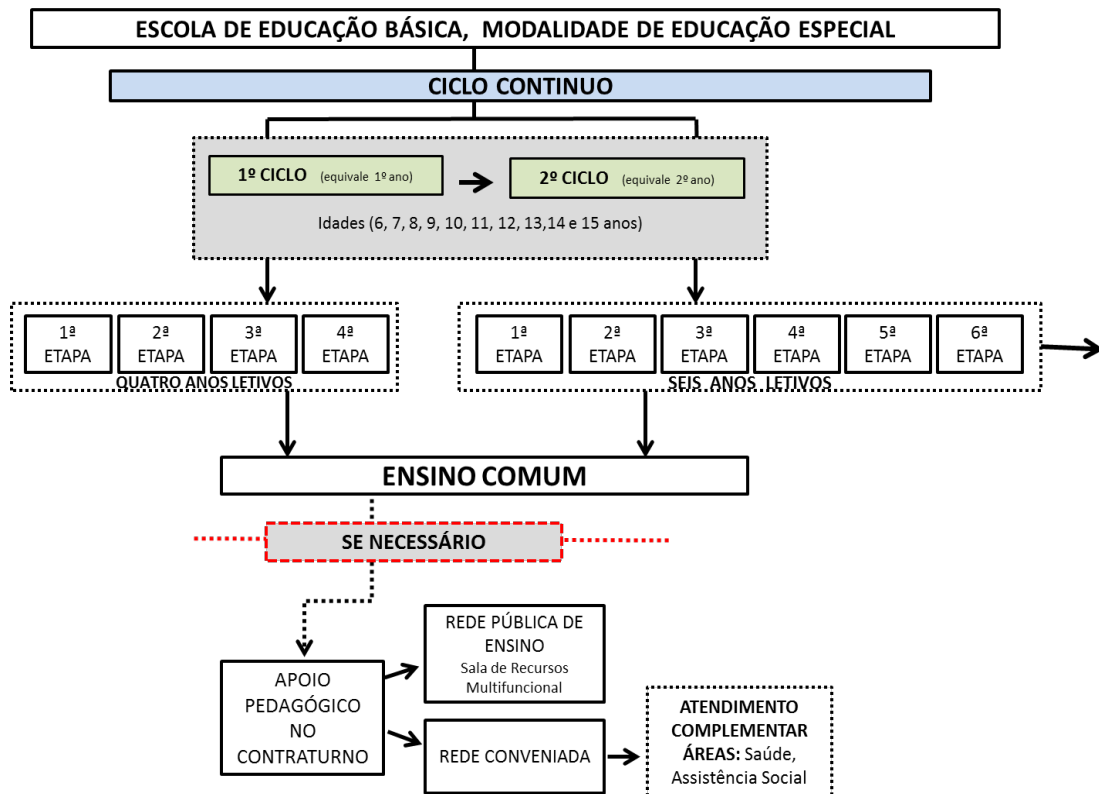 ESCOLA DE EDUCAÇÃO BÁSICA, MODALIDADE DE EDUCAÇÃO ESPECIAL
CICLO CONTINUO
1º CICLO (equivale 1º ano)
2º CICLO (equivale 2º ano)
Idades (6, 7, 8, 9, 10, 11, 12, 13,14 e 15 anos)
1ª
ETAPA
2ª
ETAPA
3ª
ETAPA
4ª
ETAPA
QUATRO ANOS LETIVOS
1ª
ETAPA
2ª
ETAPA
3ª
ETAPA
4ª
ETAPA
5ª
ETAPA
6ª
ETAPA
SEIS ANOS LETIVOS
ENSINO COMUM
SE NECESSÁRIO
APOIO
PEDAGÓGICO
NO
CONTRATURNO
REDE PÚBLICA DE
ENSINO
Sala de Recursos
Multifuncional
REDE CONVENIADA
ATENDIMENTO
COMPLEMENTAR
ÁREAS: Saúde,
Assistência Social